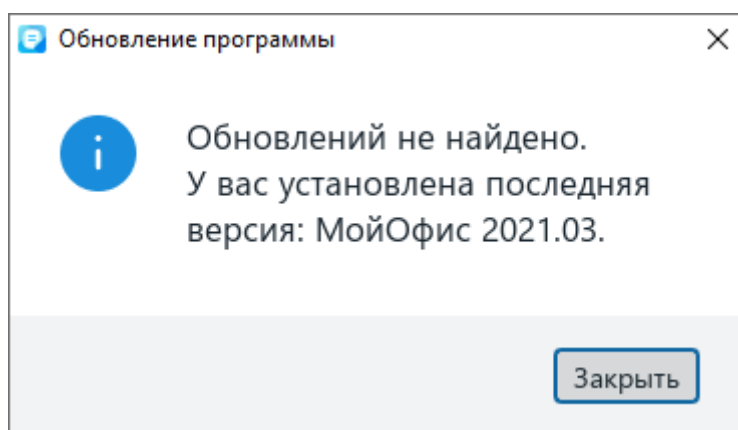 Обновление программы
Обновлений не найдено.
У вас установлена последняя
версия: МойОфис 2021.03.
Закрыть